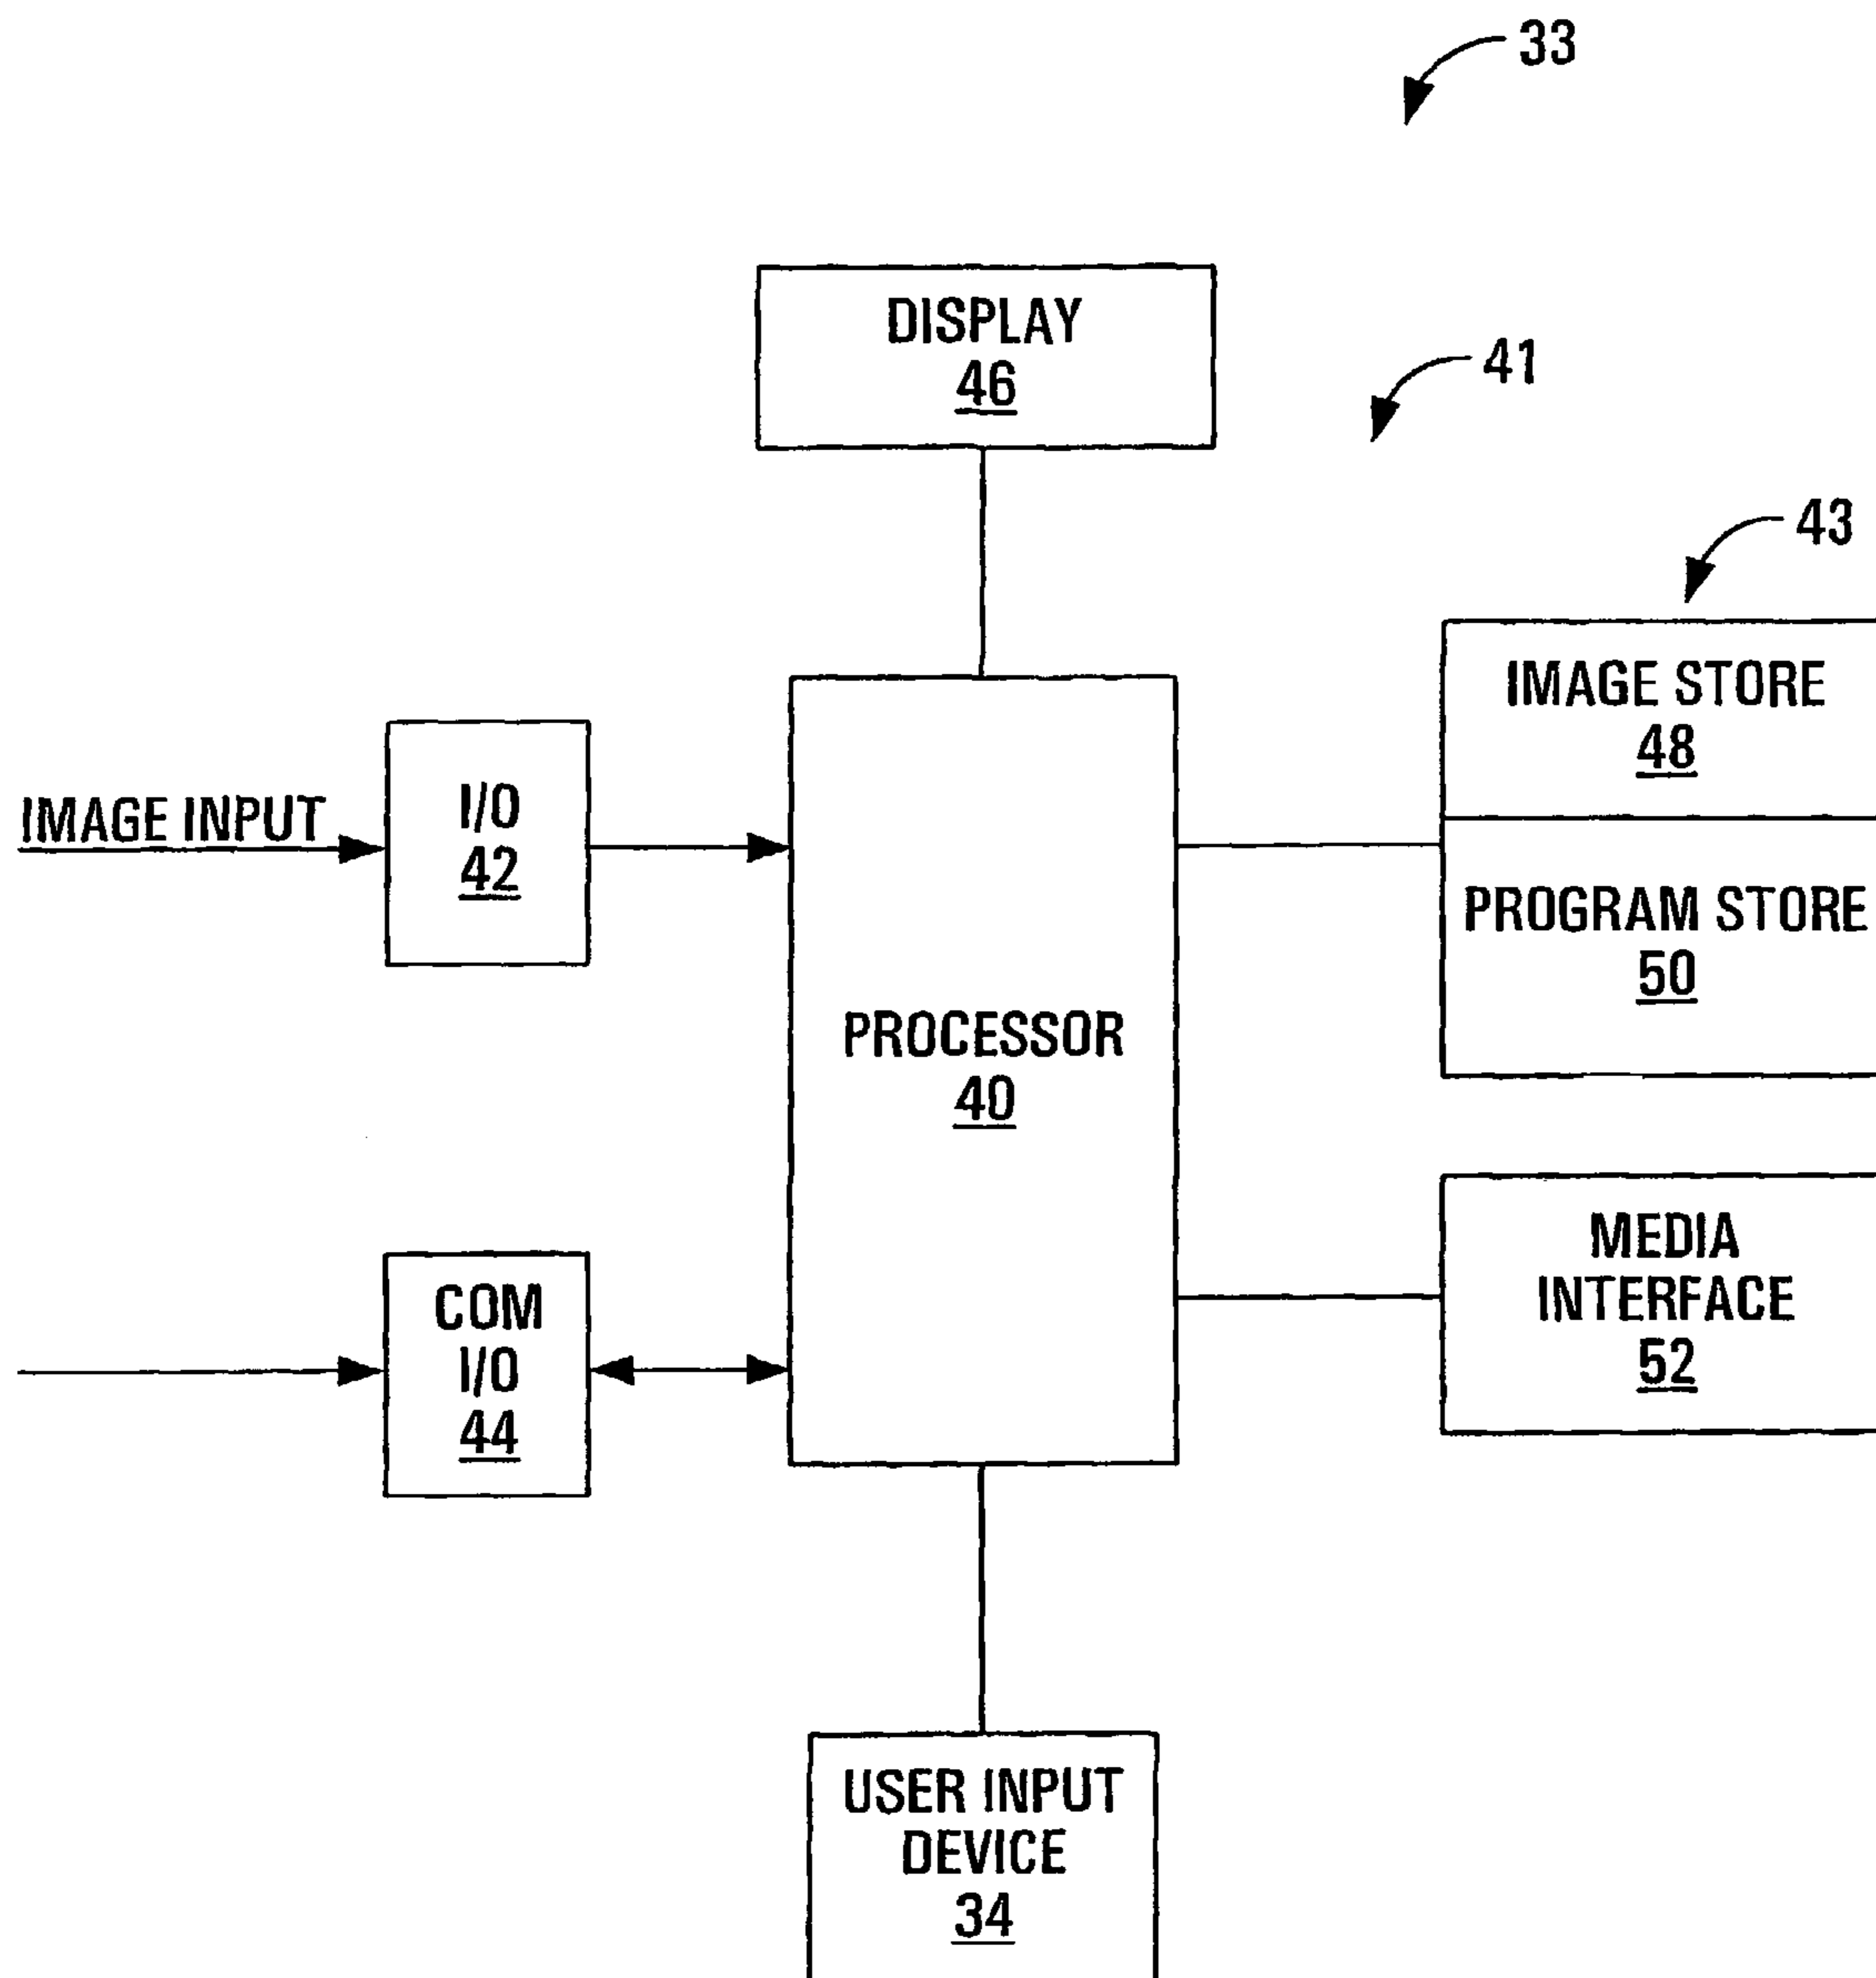 33
DISPLAY
46
41
43
IMAGE STORE
48
IMAGE INPUT
I/O
42
PROGRAM STORE
50
PROCESSOR
40
MEDIA
INTERFACE
52
COM
I/O
44
USER INPUT
DEVICE
34